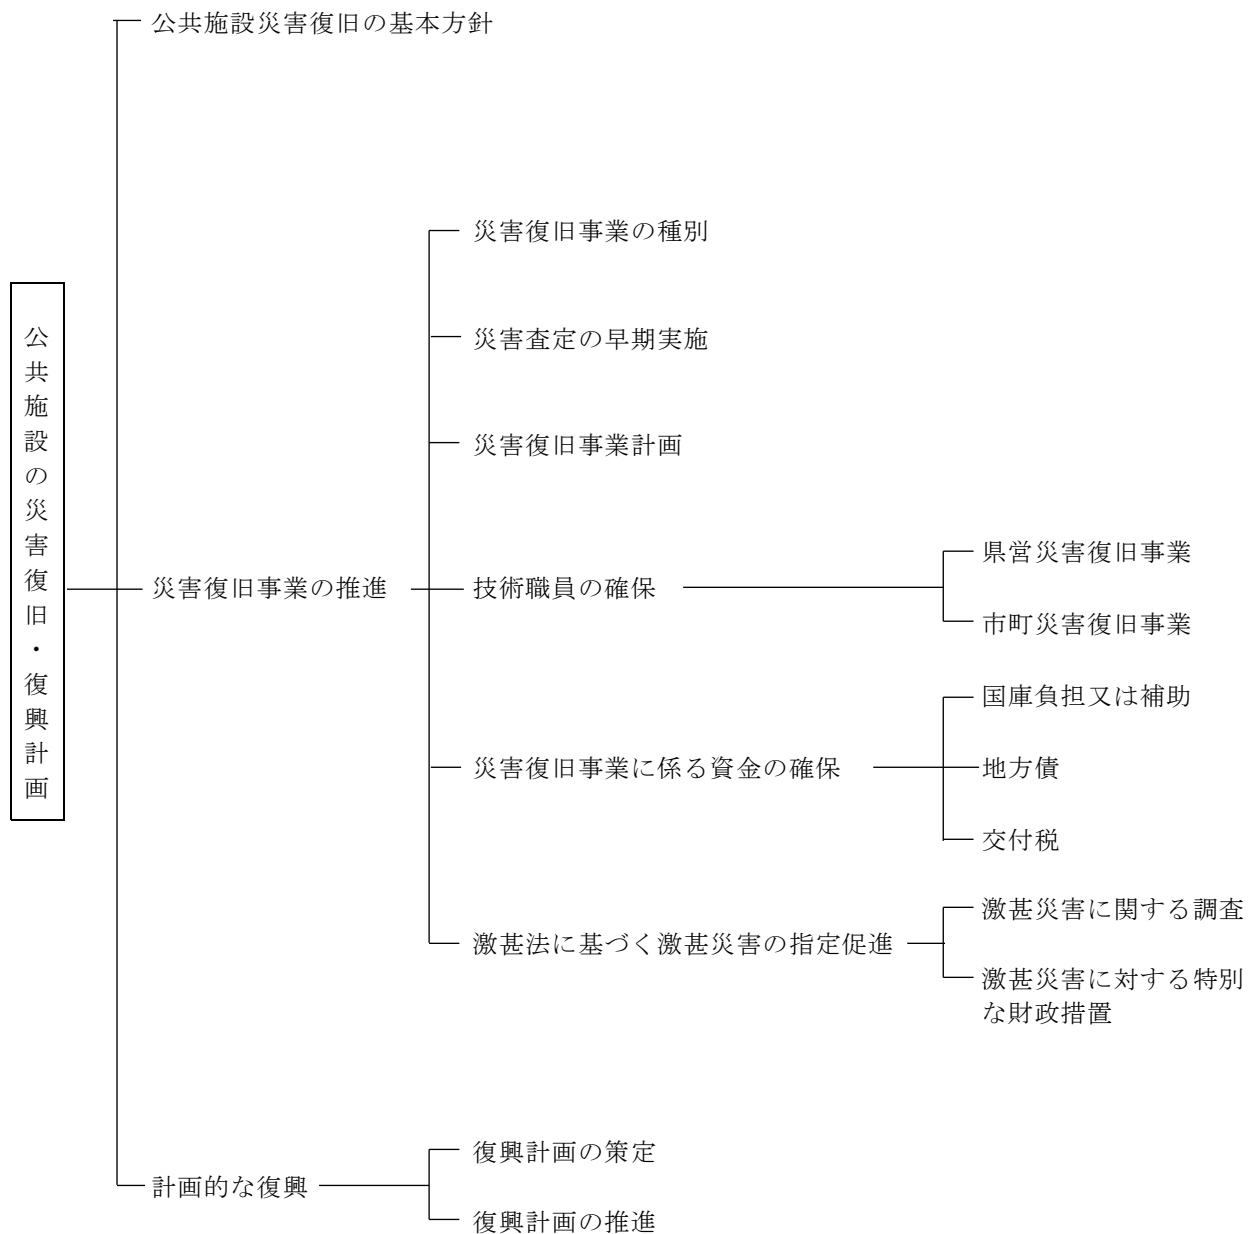 公共施設の災害復旧・復興計画
公共施設災害復旧の基本方針
災害復旧事業の推進
災害復旧事業の種別
災害査定の早期実施
災害復旧事業計画
技術職員の確保
県営災害復旧事業
市町災害復旧事業
災害復旧事業に係る資金の確保
国庫負担又は補助
地方債
交付税
激甚法に基づく激甚災害の指定促進
激甚災害に関する調査
激甚災害に対する特別
な財政措置
計画的な復興
復興計画の策定
復興計画の推進